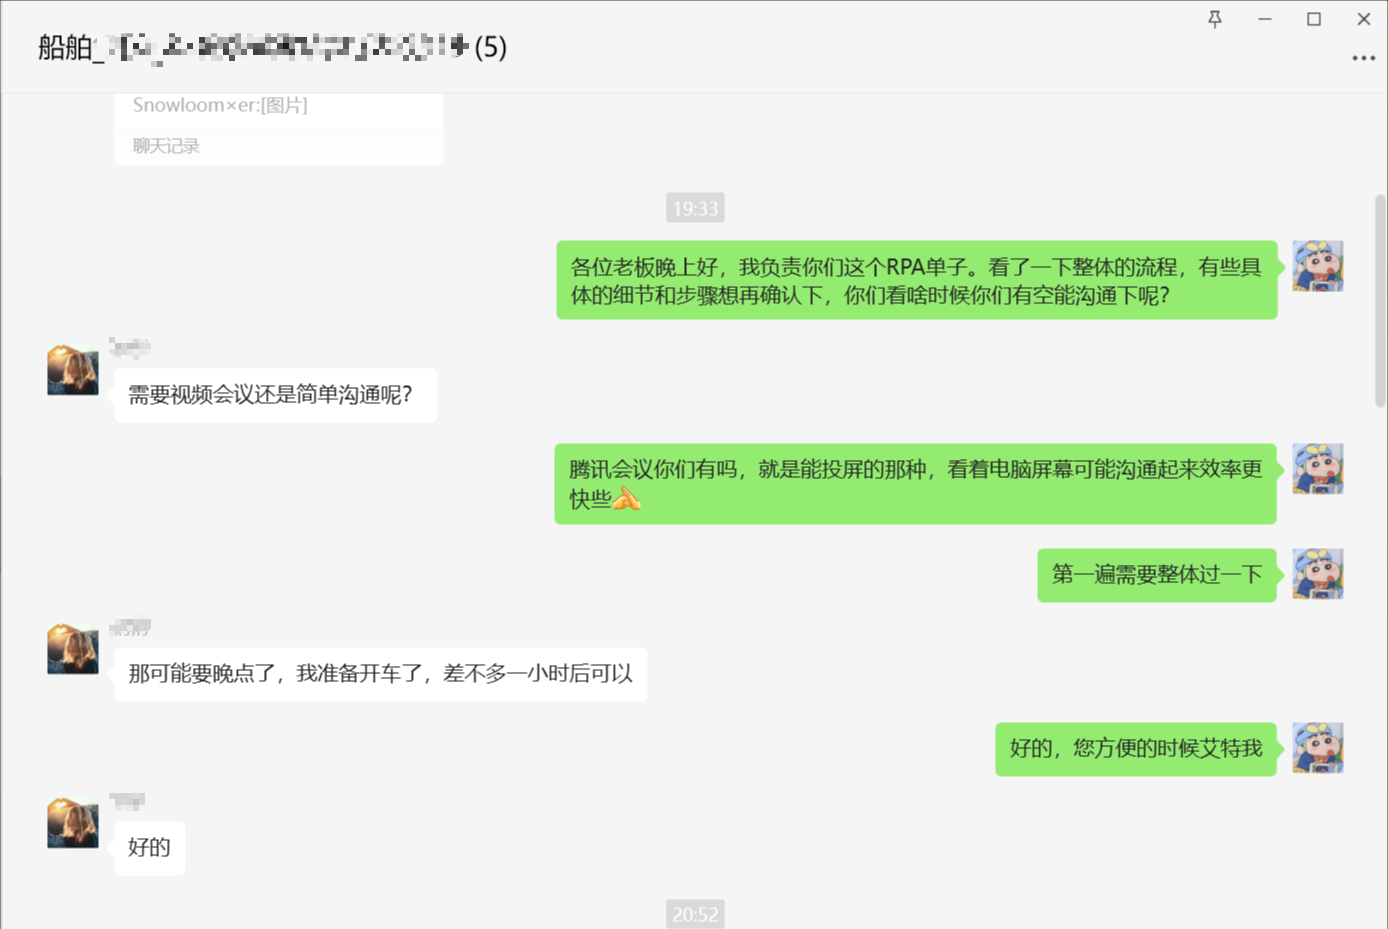 船舶_
(5)
Snowloom×er:[图片]
聊天记录
19:33
各位老板晚上好，我负责你们这个RPA单子。看了一下整体的流程，有些具
体的细节和步骤想再确认下，你们看啥时候你们有空能沟通下呢？
需要视频会议还是简单沟通呢？
腾讯会议你们有吗，就是能投屏的那种，看着电脑屏幕可能沟通起来效率更
快些
第一遍需要整体过一下
那可能要晚点了，我准备开车了，差不多一小时后可以
好的，您方便的时候艾特我
好的
20:52